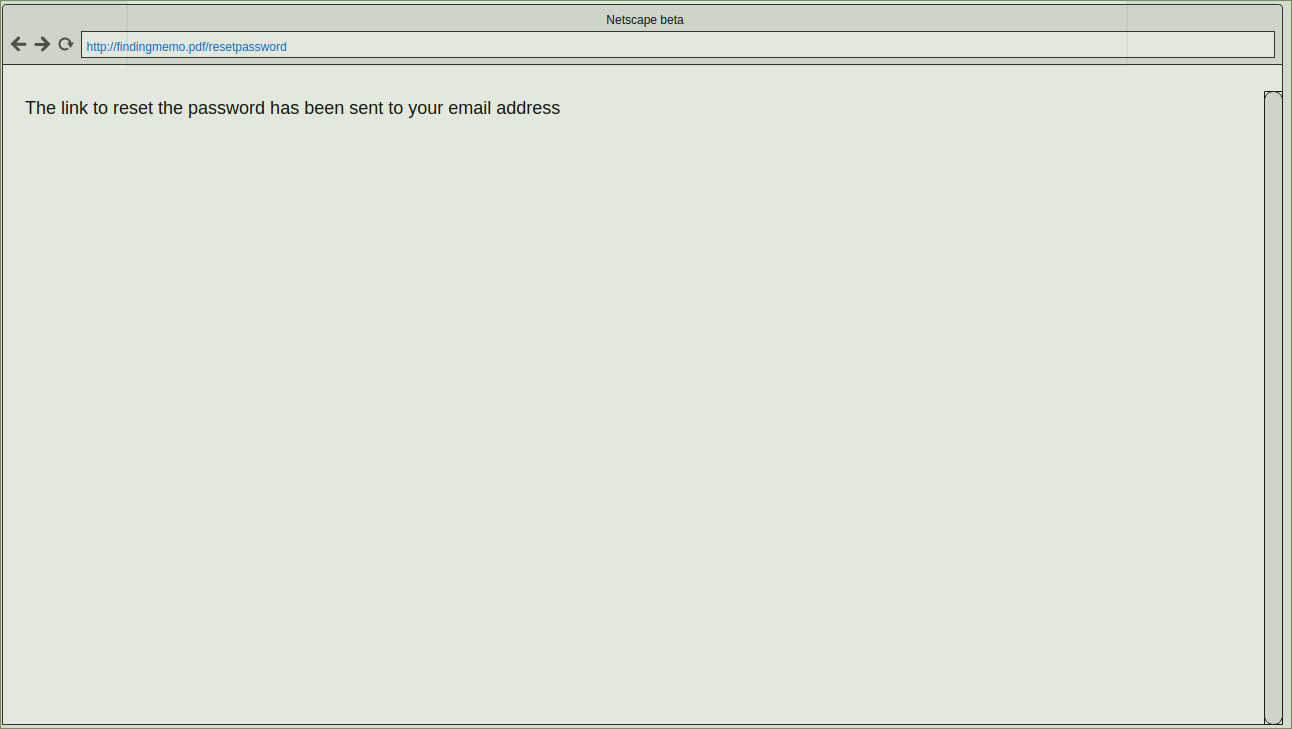 Netscape beta
http://findingmemo.pdf/resetpassword
The link to reset the password has been sent to your email address